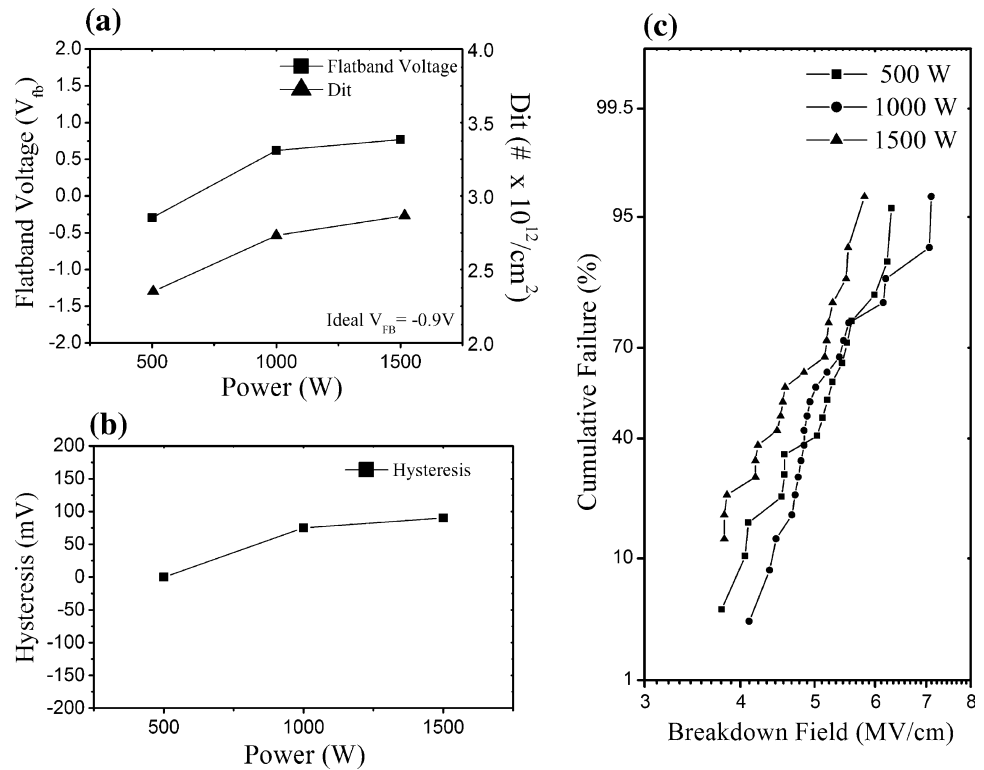 (a)
2.0
1.5
1.0
0.5
0.0
-0.5
-1.0
-1.5
-2.0
Flatband Voltage (Vfb)
Flatband Voltage
Dit
Ideal VFB = -0.9V
4.0
3.5
3.0
2.5
2.0
Dit (# x 10^12/cm^2)
500 1000 1500
Power (W)
(b)
200
150
100
50
0
-50
-100
-150
-200
Hysteresis (mV)
Hysteresis
500 1000 1500
Power (W)
(c)
500 W
1000 W
1500 W
99.5
95
70
40
10
1
Cumulative Failure (%)
3 4 5 6 7 8
Breakdown Field (MV/cm)